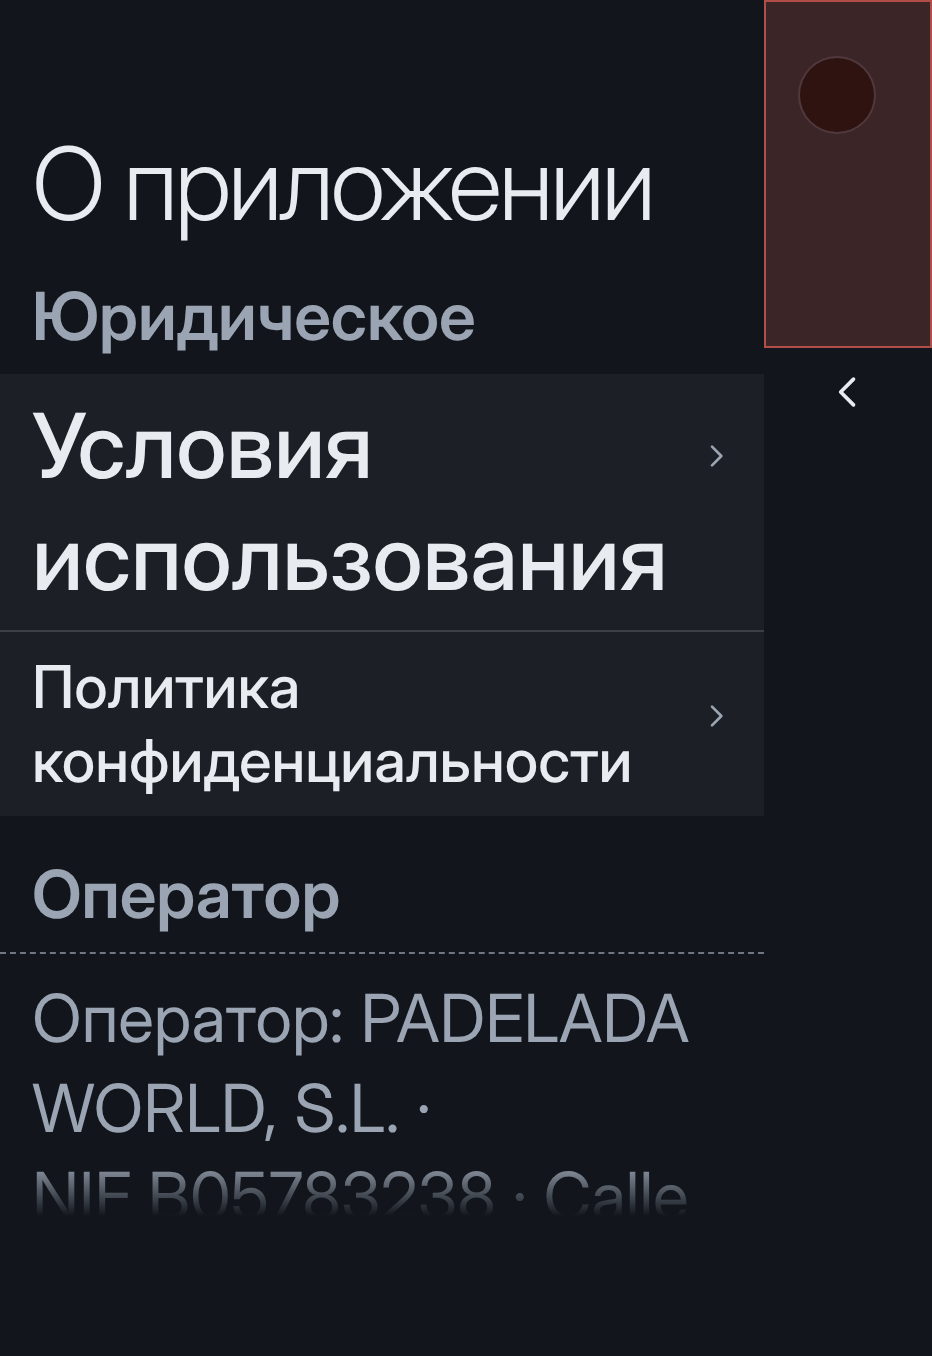 О приложении
Юридическое
Условия
использования
Политика
конфиденциальности
Оператор
Оператор: PADELADA
WORLD, S.L. ·
NIF B05783238 · Calle